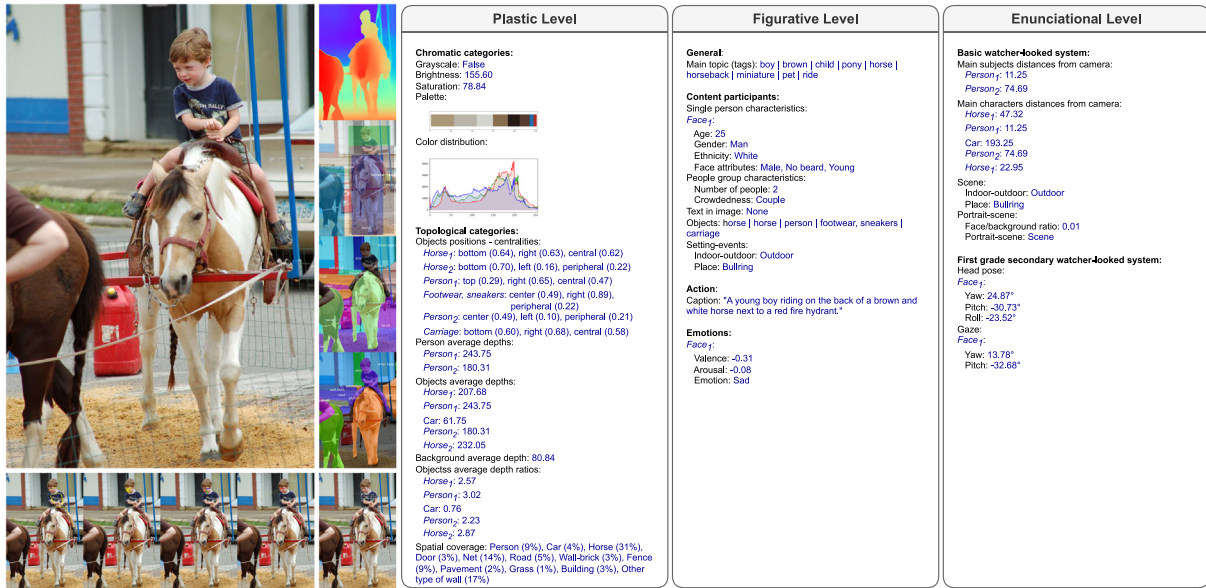 Plastic Level
Chromatic categories:
Grayscale: False
Brightness: 155.60
Saturation: 78.84
Palette:
Color distribution:
Topological categories:
Objects positions - centralities:
Horse1: bottom (0.64), right (0.63), central (0.62)
Horse2: bottom (0.70), left (0.16), peripheral (0.22)
Person1: top (0.29), right (0.65), central (0.47)
Footwear, sneakers: center (0.49), right (0.89),
peripheral (0.22)
Person2: center (0.49), left (0.10), peripheral (0.21)
Carriage: bottom (0.60), right (0.68), central (0.58)
Person average depths:
Person1: 243.75
Person2: 180.31
Objects average depths:
Horse1: 207.68
Person1: 243.75
Car: 61.75
Person2: 180.31
Horse2: 232.05
Background average depth: 80.84
Objectss average depth ratios:
Horse1: 2.57
Person1: 3.02
Car: 0.76
Person2: 2.23
Horse2: 2.87
Spatial coverage: Person (9%), Car (4%), Horse (31%),
Door (3%), Net (14%), Road (5%), Wall-brick (3%), Fence
(9%), Pavement (2%), Grass (1%), Building (3%), Other
type of wall (17%)
Figurative Level
General:
Main topic (tags): boy | brown | child | pony | horse |
horseback | miniature | pet | ride
Content participants:
Single person characteristics:
Face1:
Age: 25
Gender: Man
Ethnicity: White
Face attributes: Male, No beard, Young
People group characteristics:
Number of people: 2
Crowdedness: Couple
Text in image: None
Objects: horse | horse | person | footwear, sneakers |
carriage
Setting-events:
Indoor-outdoor: Outdoor
Place: Bullring
Action:
Caption: "A young boy riding on the back of a brown and
white horse next to a red fire hydrant."
Emotions:
Face1:
Valence: -0.31
Arousal: -0.08
Emotion: Sad
Enunciational Level
Basic watcher-looked system:
Main subjects distances from camera:
Person1: 11.25
Person2: 74.69
Main characters distances from camera:
Horse1: 47.32
Person1: 11.25
Car: 193.25
Person2: 74.69
Horse1: 22.95
Scene:
Indoor-outdoor: Outdoor
Place: Bullring
Portrait-scene:
Face/background ratio: 0.01
Portrait-scene: Scene
First grade secondary watcher-looked system:
Head pose:
Face1:
Yaw: 24.87°
Pitch: -30.73°
Roll: -23.52°
Gaze:
Face1:
Yaw: 13.78°
Pitch: -32.68°